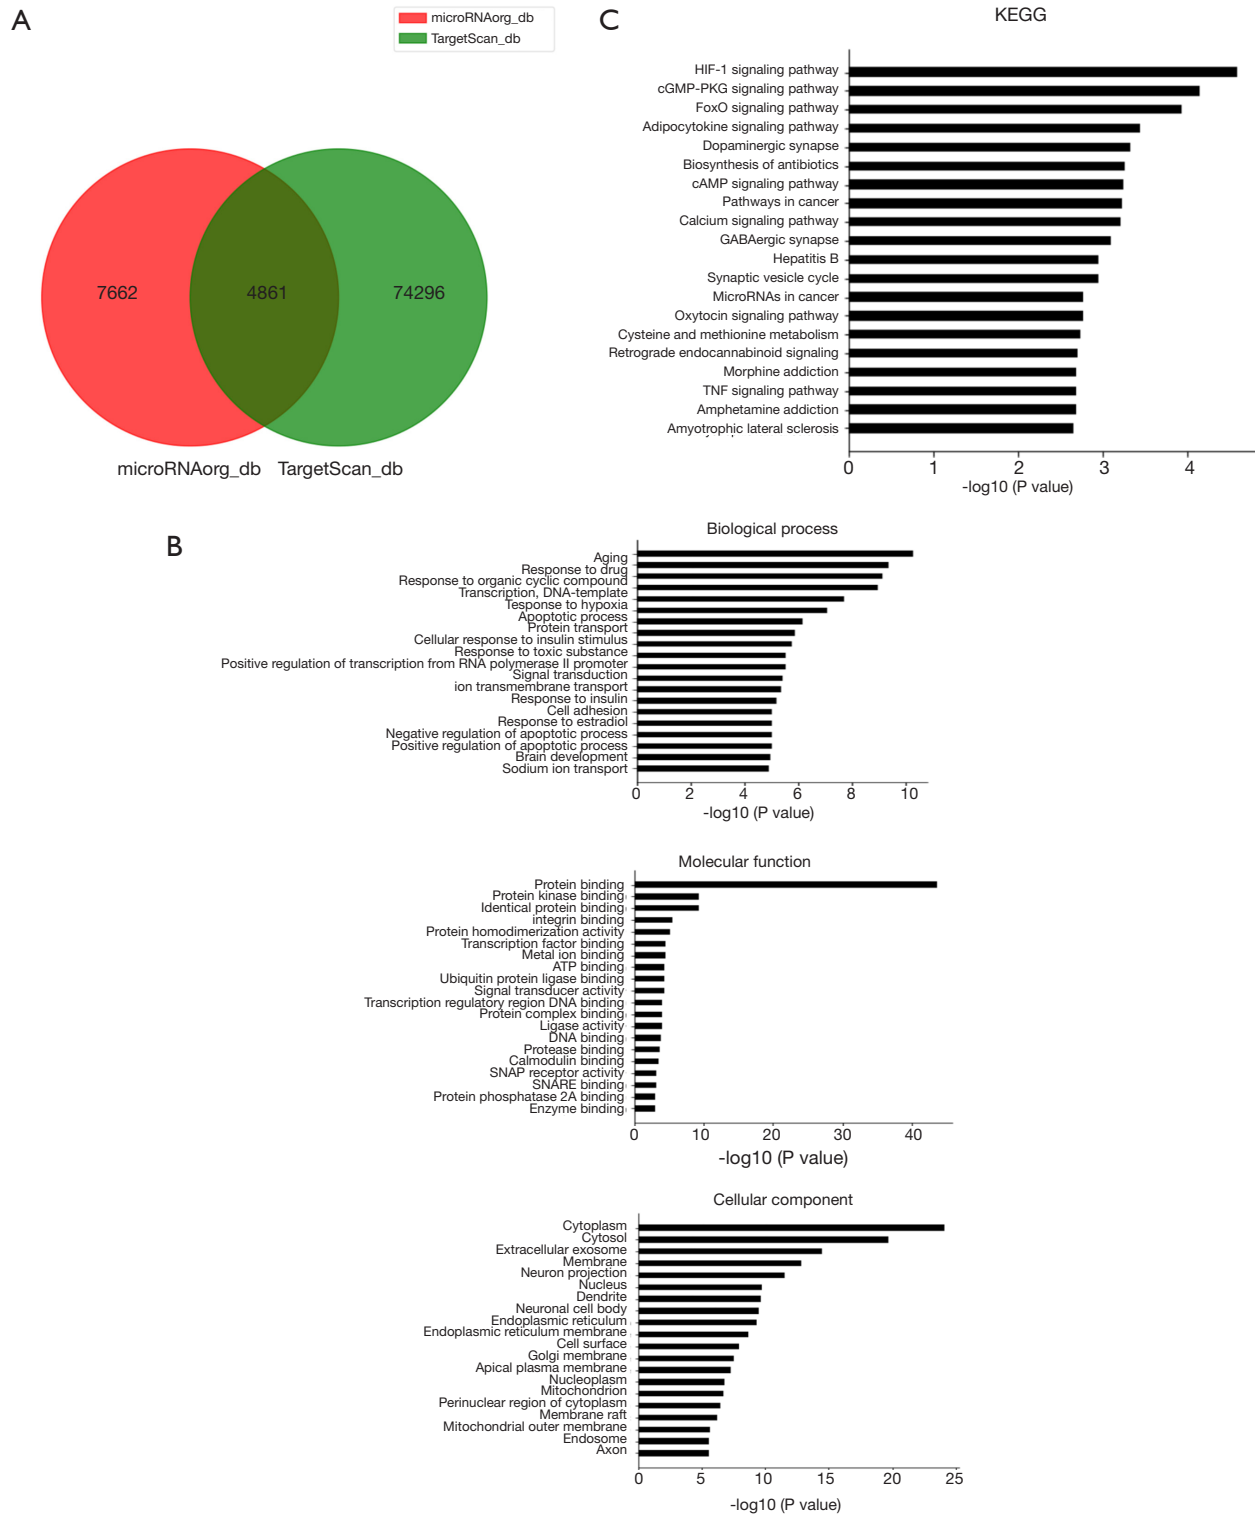 A
microRNAorg_db
TargetScan_db
7662
4861
74296
microRNAorg_db
TargetScan_db
C
KEGG
HIF-1 signaling pathway
cGMP-PKG signaling pathway
FoxO signaling pathway
Adipocytokine signaling pathway
Dopaminergic synapse
Biosynthesis of antibiotics
cAMP signaling pathway
Pathways in cancer
Calcium signaling pathway
GABAergic synapse
Hepatitis B
Synaptic vesicle cycle
MicroRNAs in cancer
Oxytocin signaling pathway
Cysteine and methionine metabolism
Retrograde endocannabinoid signaling
Morphine addiction
TNF signaling pathway
Amphetamine addiction
Amyotrophic lateral sclerosis
0 1 2 3 4
-log10 (P value)
B
Biological process
Aging
Response to drug
Response to organic cyclic compound
Transcription, DNA-template
Tesponse to hypoxia
Apoptotic process
Protein transport
Cellular response to insulin stimulus
Response to toxic substance
Positive regulation of transcription from RNA polymerase II promoter
Signal transduction
ion transmembrane transport
Response to insulin
Cell adhesion
Response to estradiol
Negative regulation of apoptotic process
Positive regulation of apoptotic process
Brain development
Sodium ion transport
0 2 4 6 8 10
-log10 (P value)
Molecular function
Protein binding
Protein kinase binding
Identical protein binding
integrin binding
Protein homodimerization activity
Transcription factor binding
Metal ion binding
ATP binding
Ubiquitin protein ligase binding
Signal transducer activity
Transcription regulatory region DNA binding
Protein complex binding
Ligase activity
DNA binding
Protease binding
Calmodulin binding
SNAP receptor activity
SNARE binding
Protein phosphatase 2A binding
Enzyme binding
0 10 20 30 40
-log10 (P value)
Cellular component
Cytoplasm
Cytosol
Extracellular exosome
Membrane
Neuron projection
Nucleus
Dendrite
Neuronal cell body
Endoplasmic reticulum
Endoplasmic reticulum membrane
Cell surface
Golgi membrane
Apical plasma membrane
Nucleoplasm
Mitochondrion
Perinuclear region of cytoplasm
Membrane raft
Mitochondrial outer membrane
Endosome
Axon
0 5 10 15 20 25
-log10 (P value)